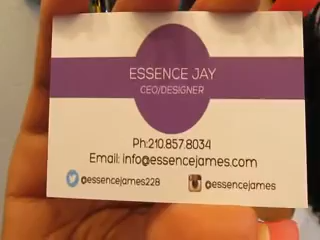 ESSENCE JAY
CEO/DESIGNER
Ph:210.857.8034
Email: info@essencejames.com
@essencejames228 @essencejames